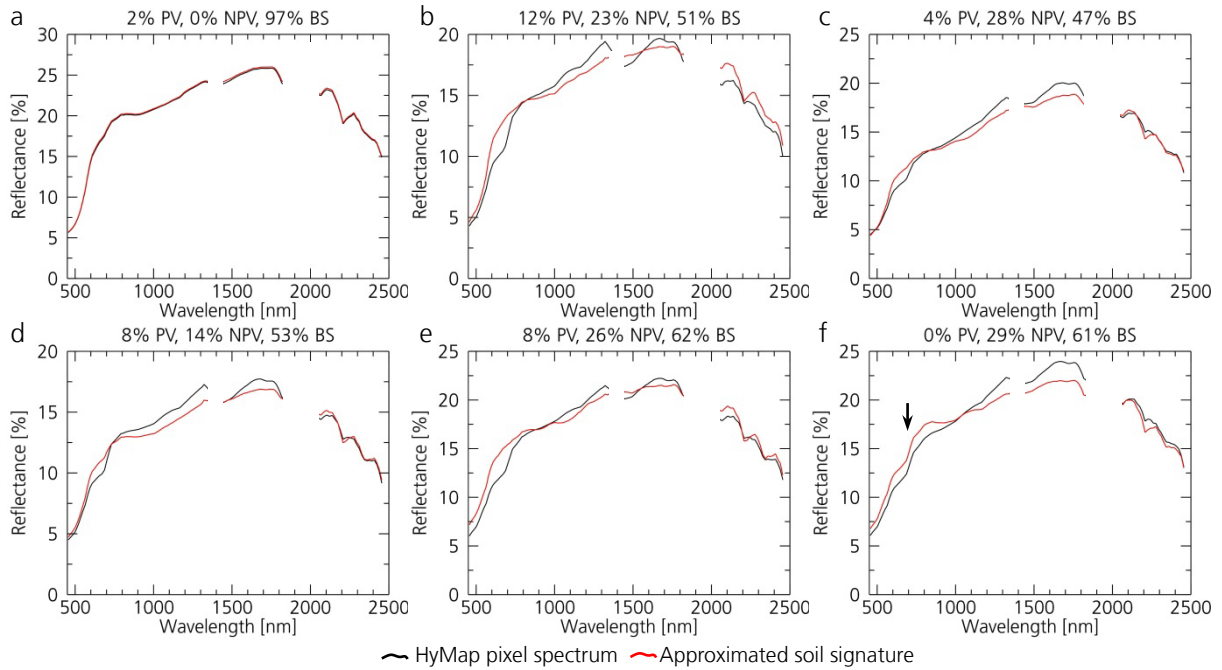 a
2% PV, 0% NPV, 97% BS
Reflectance [%]
30
25
20
15
10
5
0
500 1000 1500 2000 2500
Wavelength [nm]
b
12% PV, 23% NPV, 51% BS
Reflectance [%]
20
15
10
5
0
500 1000 1500 2000 2500
Wavelength [nm]
c
4% PV, 28% NPV, 47% BS
Reflectance [%]
25
20
15
10
5
0
500 1000 1500 2000 2500
Wavelength [nm]
d
8% PV, 14% NPV, 53% BS
Reflectance [%]
20
15
10
5
0
500 1000 1500 2000 2500
Wavelength [nm]
e
8% PV, 26% NPV, 62% BS
Reflectance [%]
25
20
15
10
5
0
500 1000 1500 2000 2500
Wavelength [nm]
f
0% PV, 29% NPV, 61% BS
Reflectance [%]
25
20
15
10
5
0
500 1000 1500 2000 2500
Wavelength [nm]
HyMap pixel spectrum Approximated soil signature